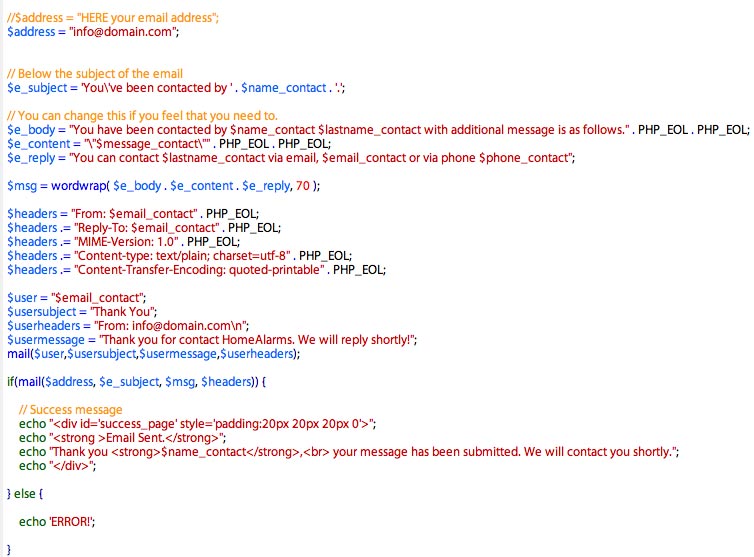 //$address = "HERE your email address";
$address = "info@domain.com";
// Below the subject of the email
$e_subject = 'You\'ve been contacted by ' . $name_contact . '.';
// You can change this if you feel that you need to.
$e_body = "You have been contacted by $name_contact $lastname_contact with additional message is as follows." . PHP_EOL . PHP_EOL;
$e_content = "\"$message_contact\"" . PHP_EOL . PHP_EOL;
$e_reply = "You can contact $lastname_contact via email, $email_contact or via phone $phone_contact";
$msg = wordwrap( $e_body . $e_content . $e_reply, 70 );
$headers = "From: $email_contact" . PHP_EOL;
$headers .= "Reply-To: $email_contact" . PHP_EOL;
$headers .= "MIME-Version: 1.0" . PHP_EOL;
$headers .= "Content-type: text/plain; charset=utf-8" . PHP_EOL;
$headers .= "Content-Transfer-Encoding: quoted-printable" . PHP_EOL;
$user = "$email_contact";
$usersubject = "Thank You";
$userheaders = "From: info@domain.com\n";
$usermessage = "Thank you for contact HomeAlarms. We will reply shortly!";
mail($user,$usersubject,$usermessage,$userheaders);
if(mail($address, $e_subject, $msg, $headers)) {
// Success message
echo "<div id='success_page' style='padding:20px 20px 20px 0'>";
echo "<strong >Email Sent.</strong>";
echo "Thank you <strong>$name_contact</strong>,<br> your message has been submitted. We will contact you shortly.";
echo "</div>";
} else {
echo 'ERROR!';
}